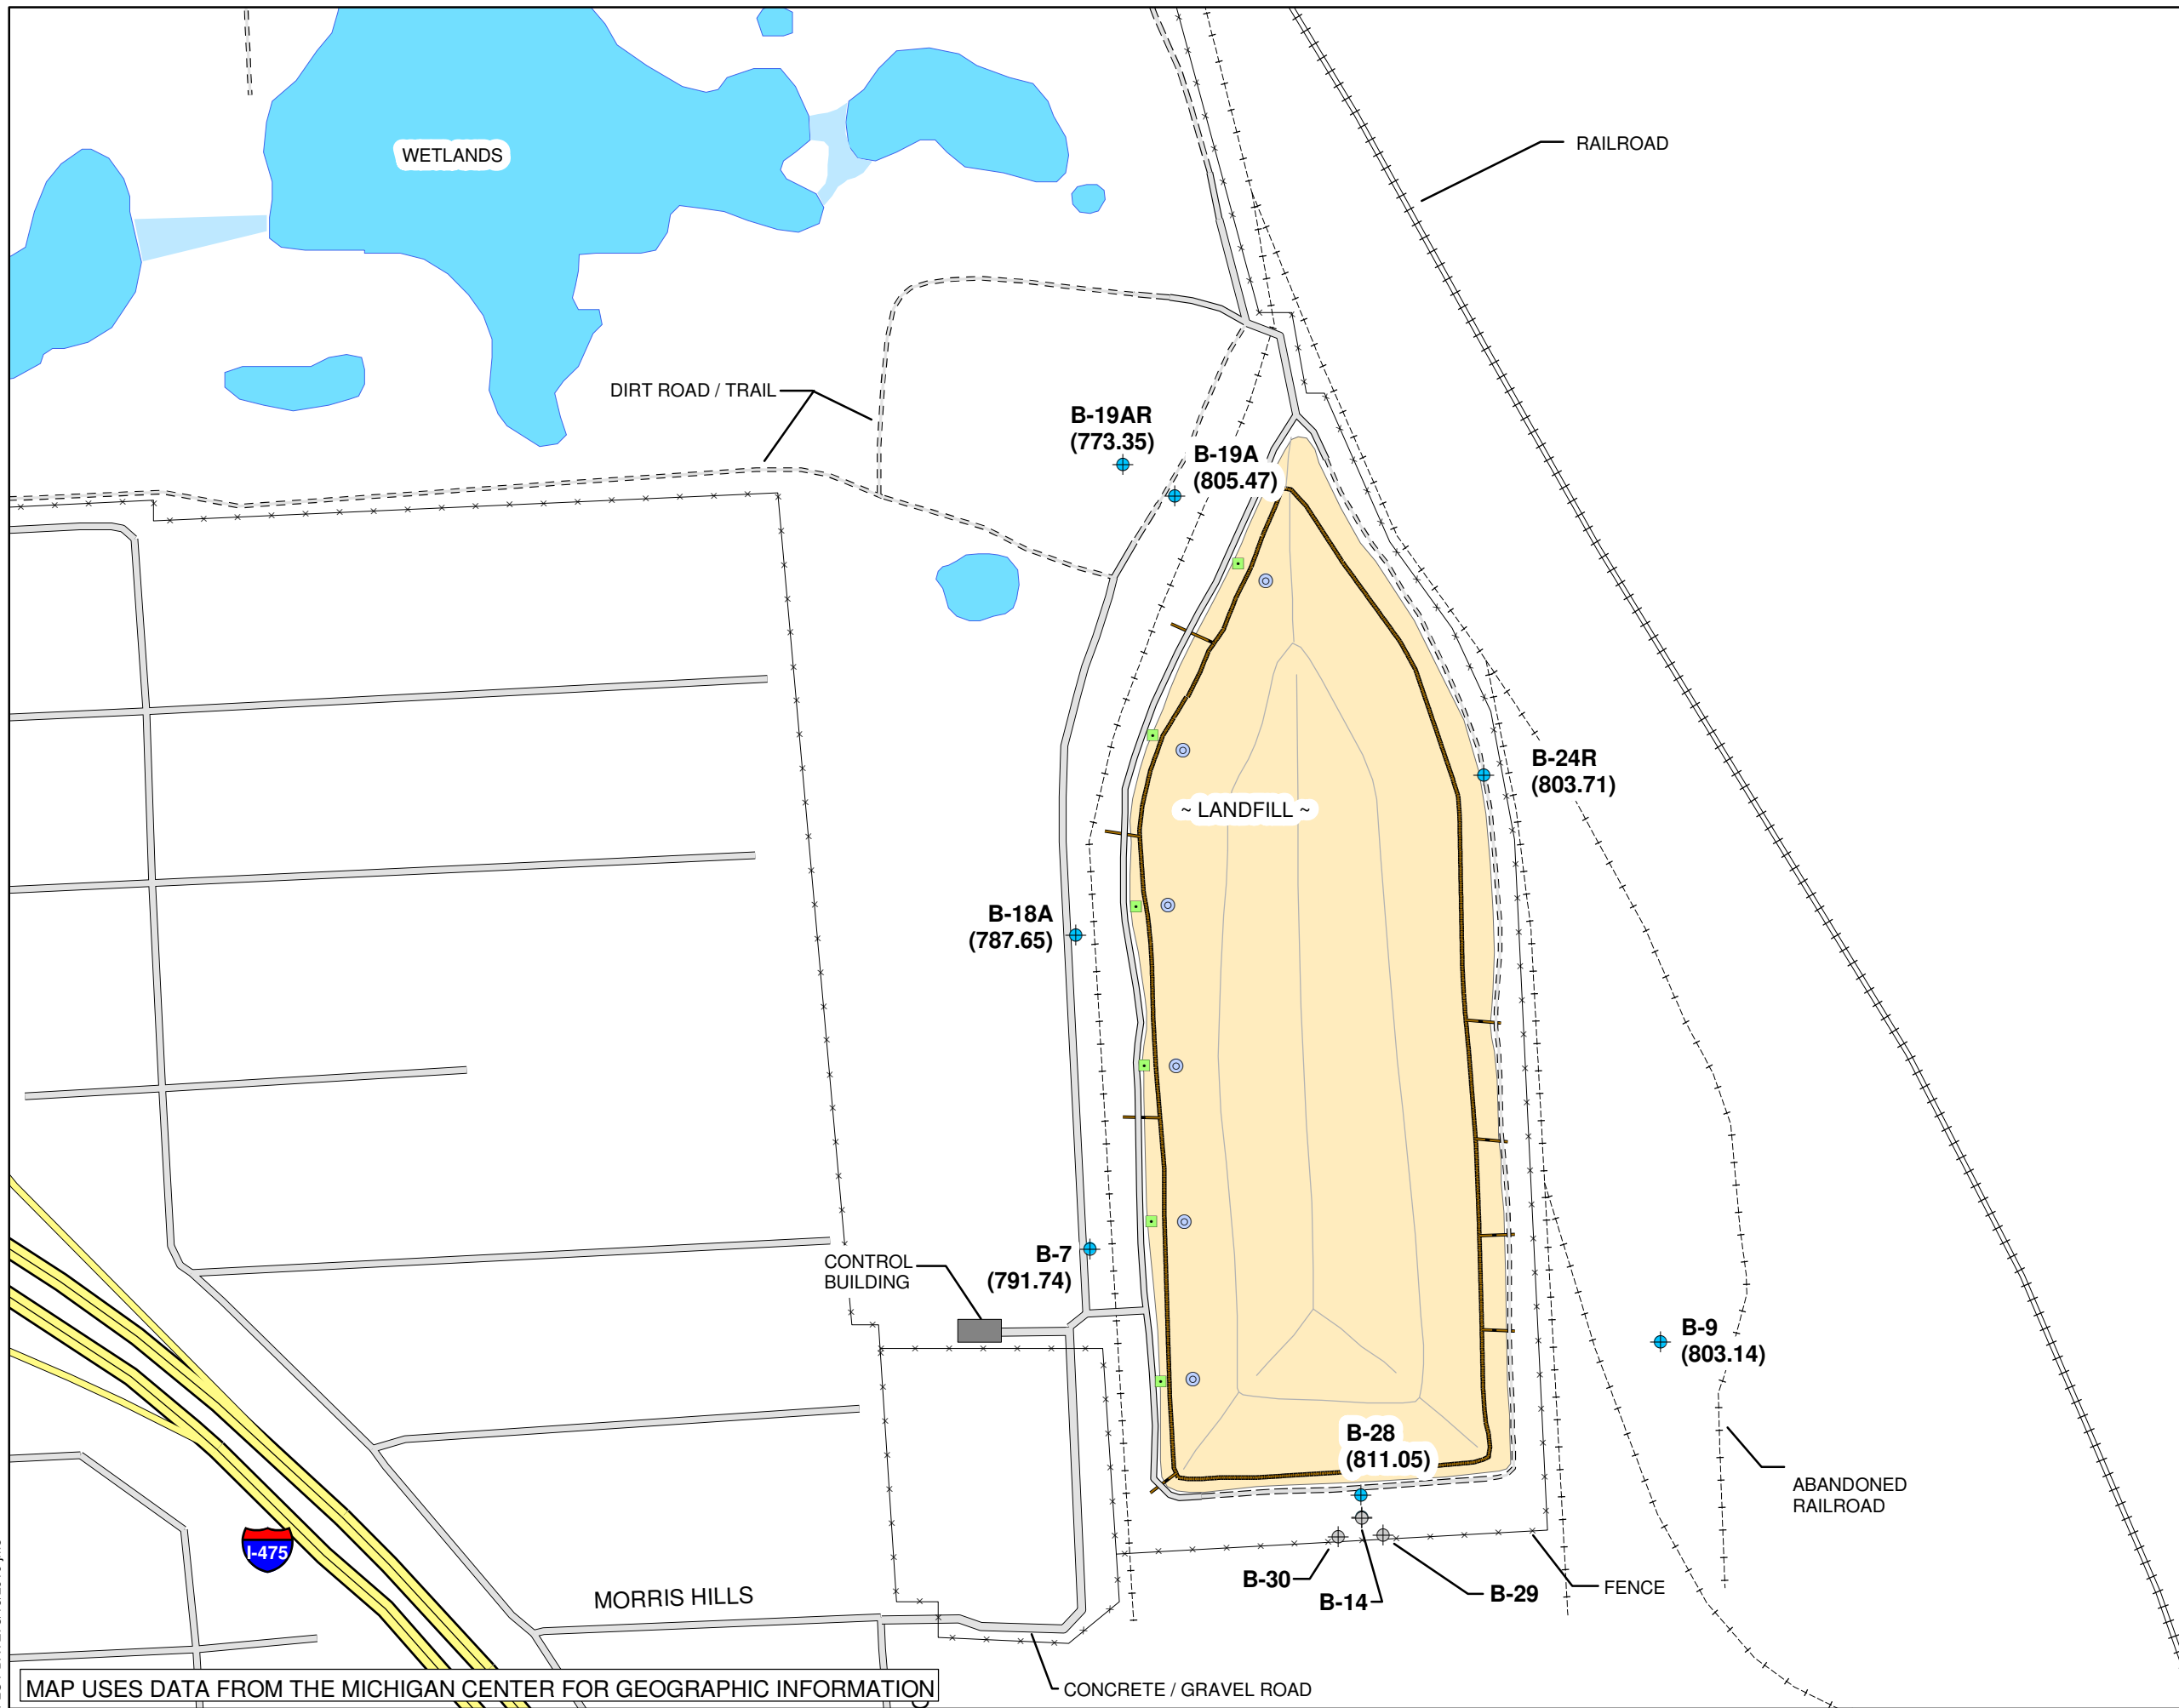 RAILROAD
WETLANDS
DIRT ROAD / TRAIL
B-19AR
(773.35)
B-19A
(805.47)
B-24R
(803.71)
~ LANDFILL ~
B-18A
(787.65)
B-7
(791.74)
CONTROL
BUILDING
B-9
(803.14)
B-28
(811.05)
ABANDONED
RAILROAD
I-475
B-30
B-14
B-29
FENCE
MORRIS HILLS
MAP USES DATA FROM THE MICHIGAN CENTER FOR GEOGRAPHIC INFORMATION
CONCRETE / GRAVEL ROAD